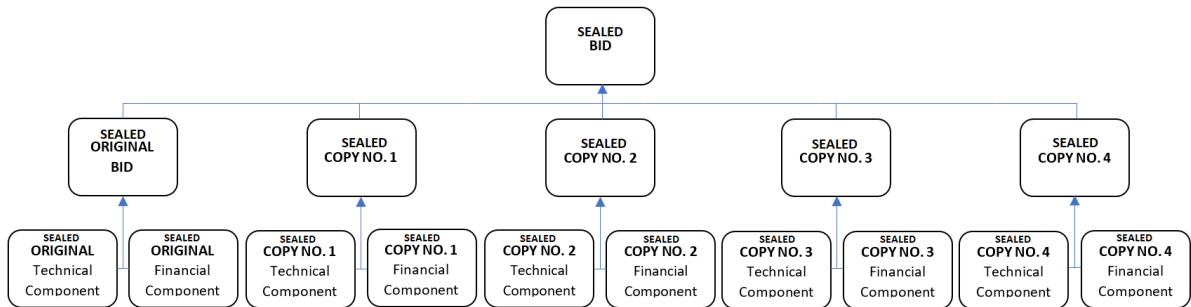 SEALED
BID
SEALED
ORIGINAL
BID
SEALED
COPY NO. 1
SEALED
COPY NO. 2
SEALED
COPY NO. 3
SEALED
COPY NO. 4
SEALED
ORIGINAL
Technical
Component
SEALED
ORIGINAL
Financial
Component
SEALED
COPY NO. 1
Technical
Component
SEALED
COPY NO. 1
Financial
Component
SEALED
COPY NO. 2
Technical
Component
SEALED
COPY NO. 2
Financial
Component
SEALED
COPY NO. 3
Technical
Component
SEALED
COPY NO. 3
Financial
Component
SEALED
COPY NO. 4
Technical
Component
SEALED
COPY NO. 4
Financial
Component